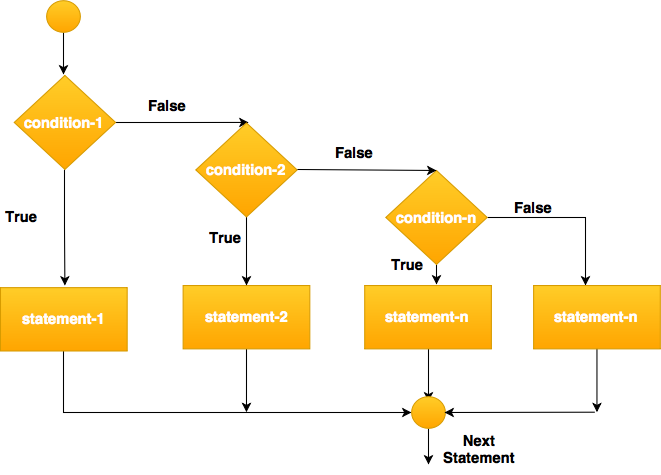 False
condition-1
False
condition-2
False
True
condition-n
True
True
statement-1
statement-2
statement-n
statement-n
Next
Statement